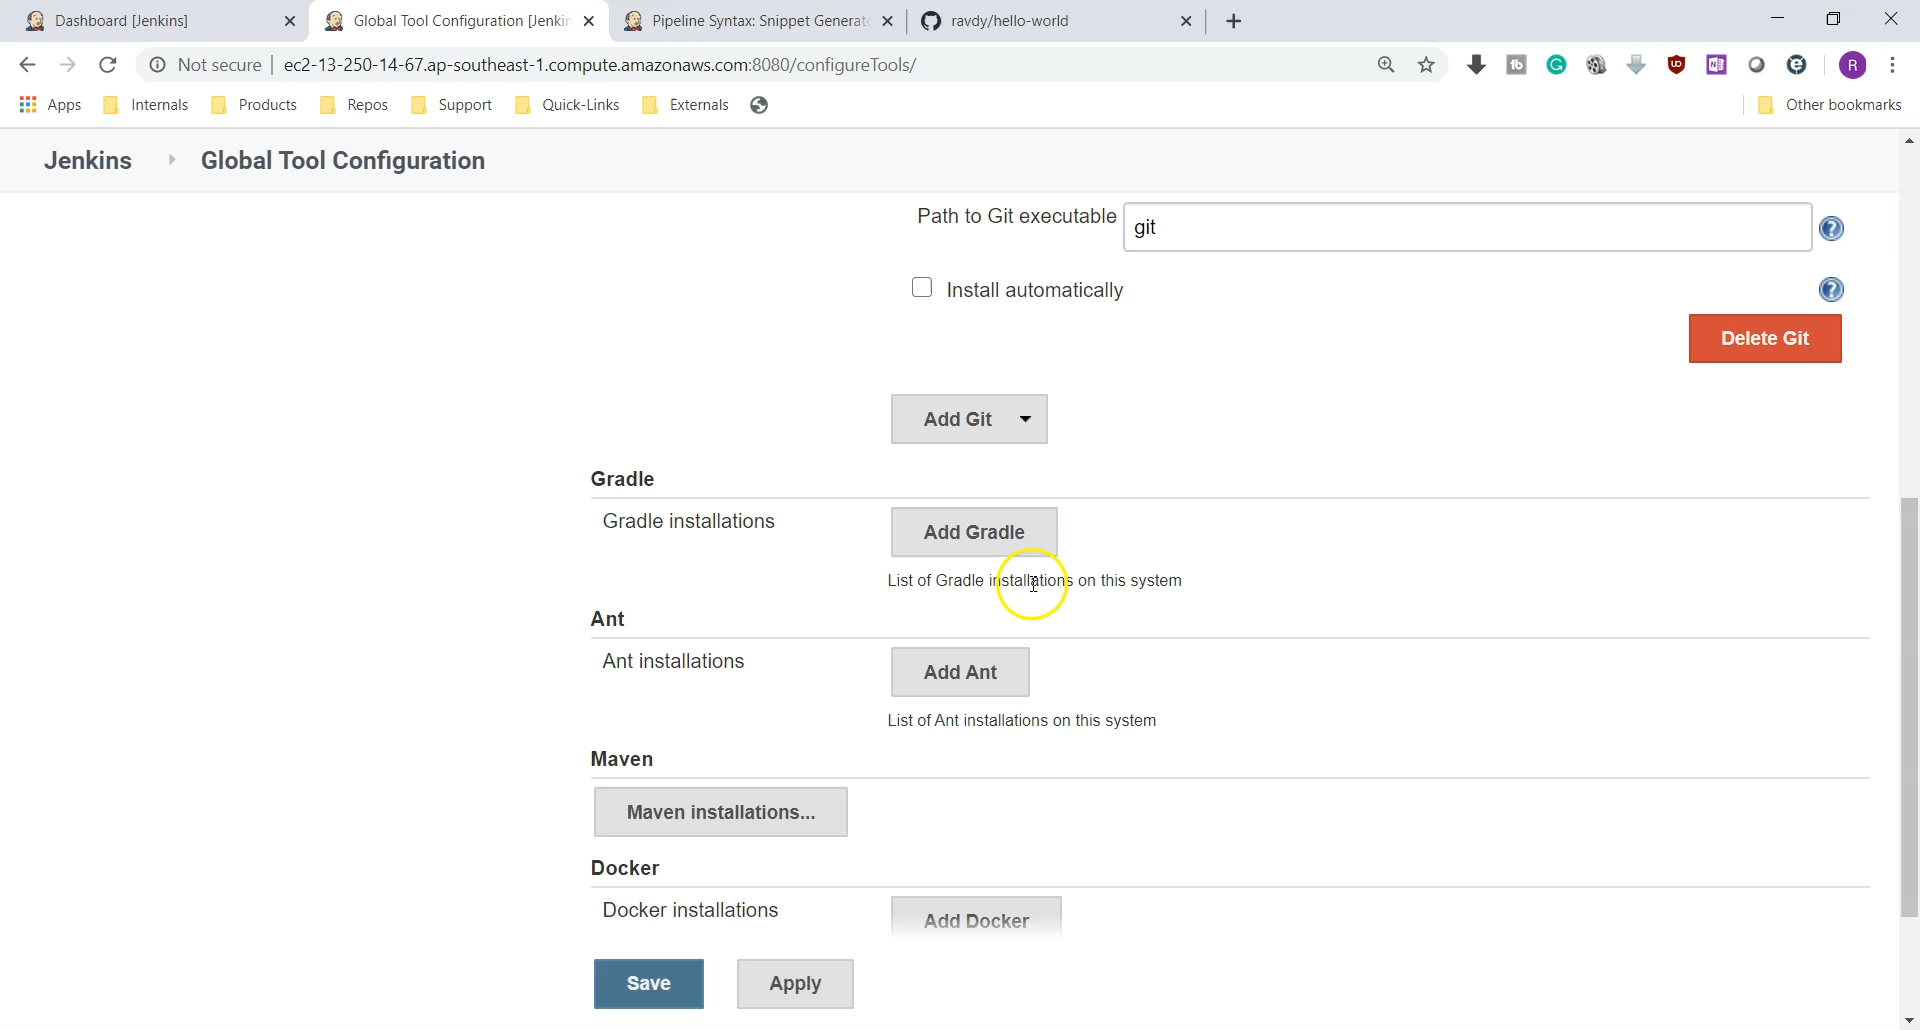 Dashboard [Jenkins]
Global Tool Configuration [Jenkin
Pipeline Syntax: Snippet Generato
ravdy/hello-world
Not secure
ec2-13-250-14-67.ap-southeast-1.compute.amazonaws.com:8080/configureTools/
R
Apps
Internals
Products
Repos
Support
Quick-Links
Externals
Other bookmarks
Jenkins
Global Tool Configuration
Path to Git executable
git
Install automatically
Delete Git
Add Git
Gradle
Gradle installations
Add Gradle
List of Gradle installations on this system
Ant
Ant installations
Add Ant
List of Ant installations on this system
Maven
Maven installations...
Docker
Docker installations
Add Docker
Save
Apply